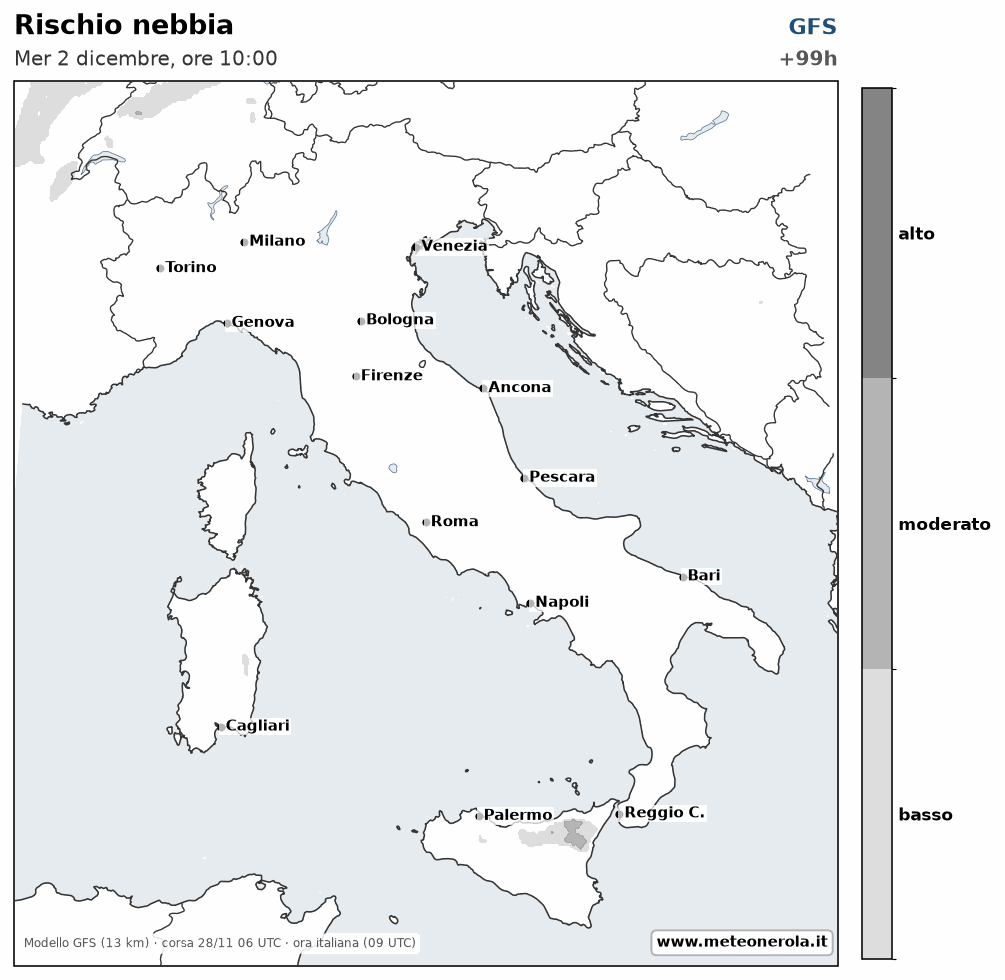 Rischio nebbia
GFS
Mer 2 dicembre, ore 10:00
+99h
alto
Milano
Venezia
Torino
Bologna
Genova
Firenze
Ancona
Pescara
Roma
moderato
Bari
Napoli
Cagliari
Palermo
Reggio C.
basso
Modello GFS (13 km) · corsa 28/11 06 UTC · ora italiana (09 UTC)
www.meteonerola.it